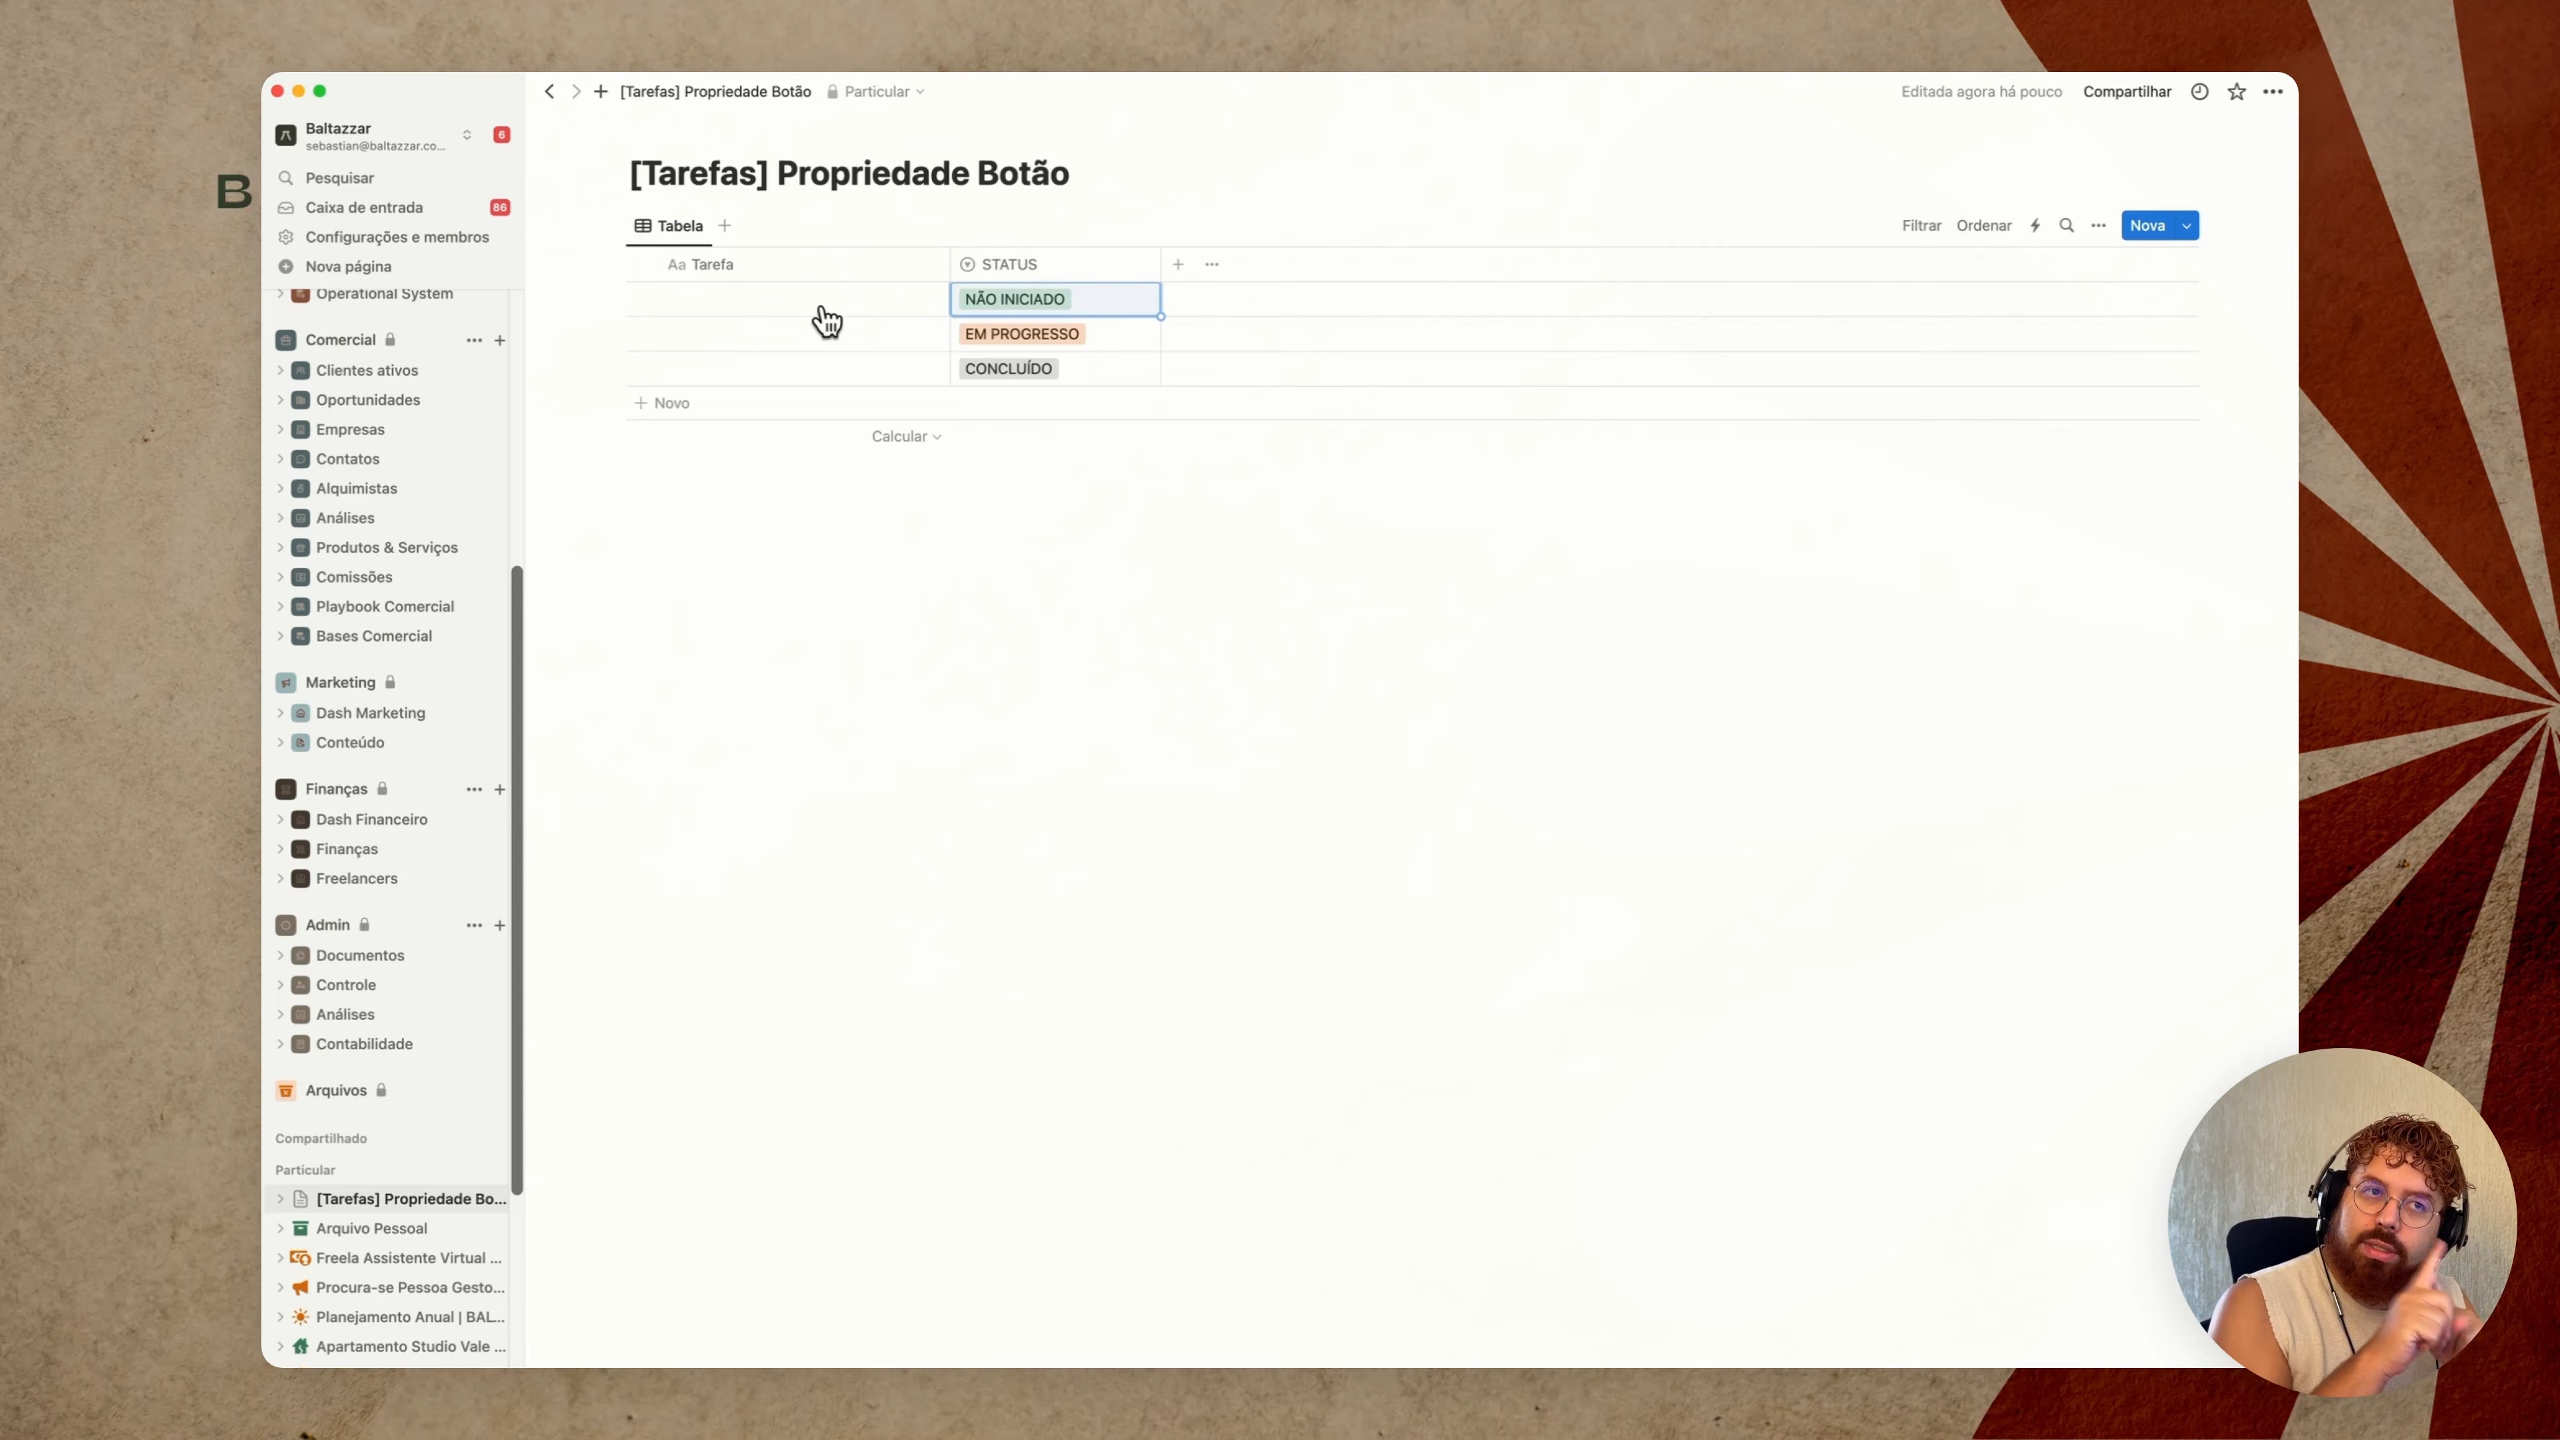 B
Baltazzar
sebastian@baltazzar.co...
6
Pesquisar
Caixa de entrada
86
Configurações e membros
Nova página
Operational System
Comercial
Clientes ativos
Oportunidades
Empresas
Contatos
Alquimistas
Análises
Produtos & Serviços
Comissões
Playbook Comercial
Bases Comercial
Marketing
Dash Marketing
Conteúdo
Finanças
Dash Financeiro
Finanças
Freelancers
Admin
Documentos
Controle
Análises
Contabilidade
Arquivos
Compartilhado
Particular
[Tarefas] Propriedade Bo...
Arquivo Pessoal
Freela Assistente Virtual ...
Procura-se Pessoa Gesto...
Planejamento Anual | BAL...
Apartamento Studio Vale ...
[Tarefas] Propriedade Botão Particular
Editada agora há pouco Compartilhar
[Tarefas] Propriedade Botão
Tabela
Filtrar Ordenar Nova
Aa Tarefa STATUS
NÃO INICIADO
EM PROGRESSO
CONCLUÍDO
Novo
Calcular